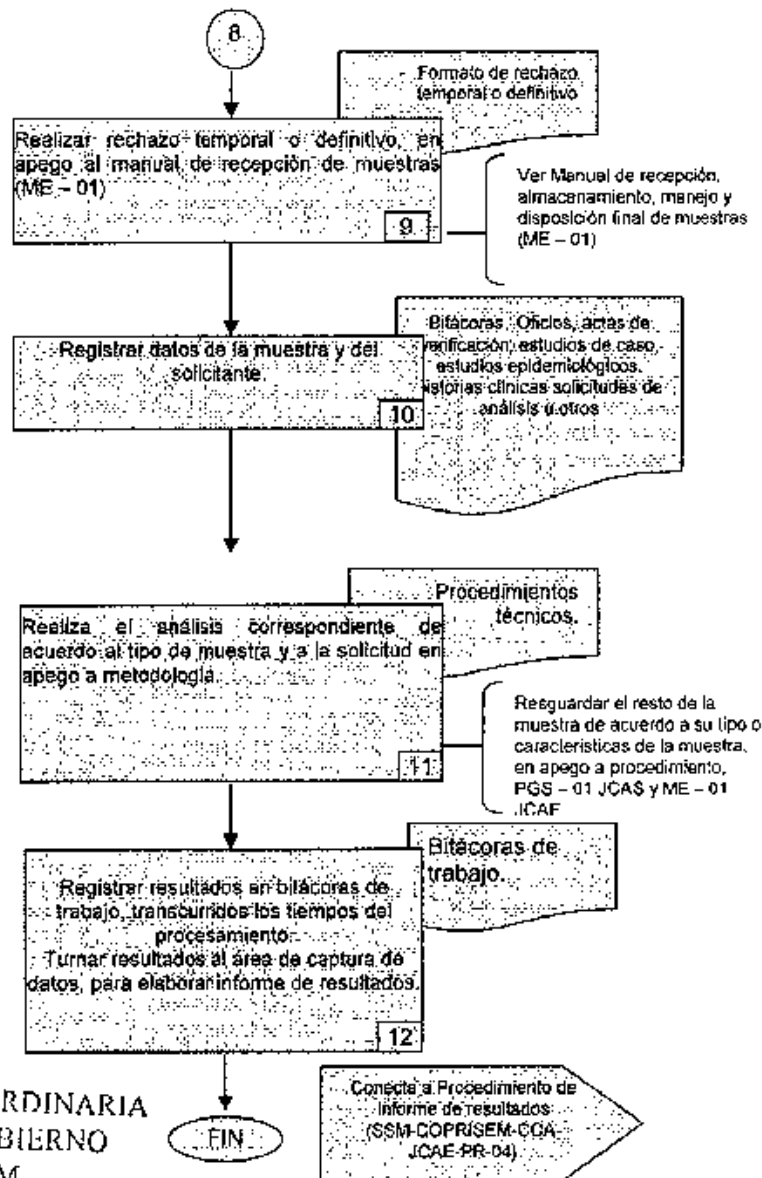 8
Formato de rechazo
temporal o definitivo
Realizar rechazo temporal o definitivo, en
apego al manual de recepción de muestras
(ME – 01)
9
Ver Manual de recepción,
almacenamiento, manejo y
disposición final de muestras
(ME – 01)
Registrar datos de la muestra y del
solicitante.
10
Bitácoras, Oficios, actas de
verificación, estudios de caso,
estudios epidemiológicos,
historias clínicas solicitudes de
análisis u otros
Procedimientos
técnicos.
Realiza el análisis correspondiente de
acuerdo al tipo de muestra y a la solicitud en
apego a metodología.
11
Resguardar el resto de la
muestra de acuerdo a su tipo o
características de la muestra,
en apego a procedimiento,
PGS – 01 JCAS y ME – 01
JCAE
Bitácoras de
trabajo.
Registrar resultados en bitácoras de
trabajo, transcurridos los tiempos del
procesamiento.
Turnar resultados al área de captura de
datos, para elaborar informe de resultados.
12
FIN
Conecta a Procedimiento de
Informe de resultados
(SSM-COPRISEM-CCA-
JCAE-PR-04)
RDINARIA
BIERNO
M